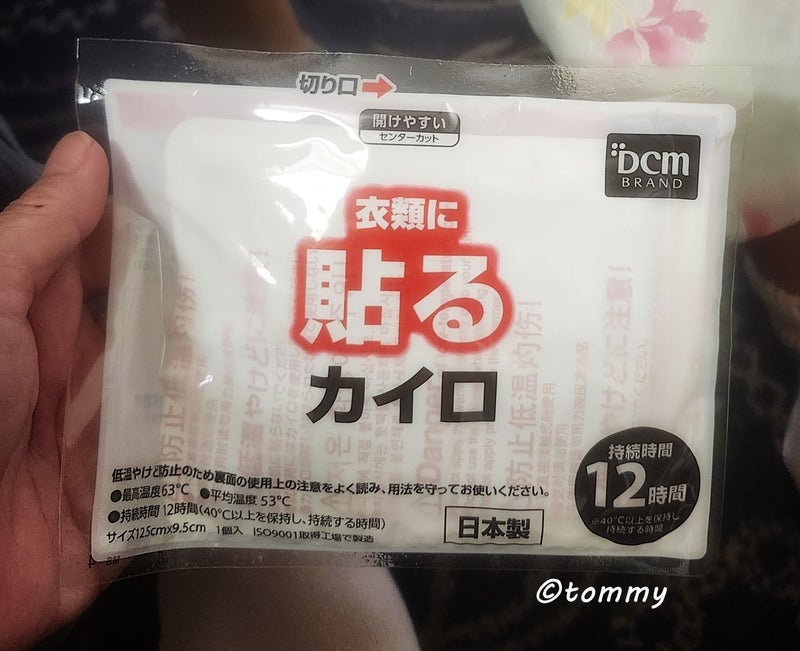 切り口→
開けやすい
センターカット
DCM
BRAND
衣類に
貼る
カイロ
低温やけど防止のため裏面の使用上の注意をよく読み、用法を守ってお使いください。
●最高温度63℃ ●平均温度 53℃
●持続時間 12時間(40℃以上を保持し、持続する時間)
サイズ12.5cm×9.5cm 1個入 ISO9001取得工場で製造
日本製
持続時間
12時間
※40℃以上を保持し
持続する時間
©tommy